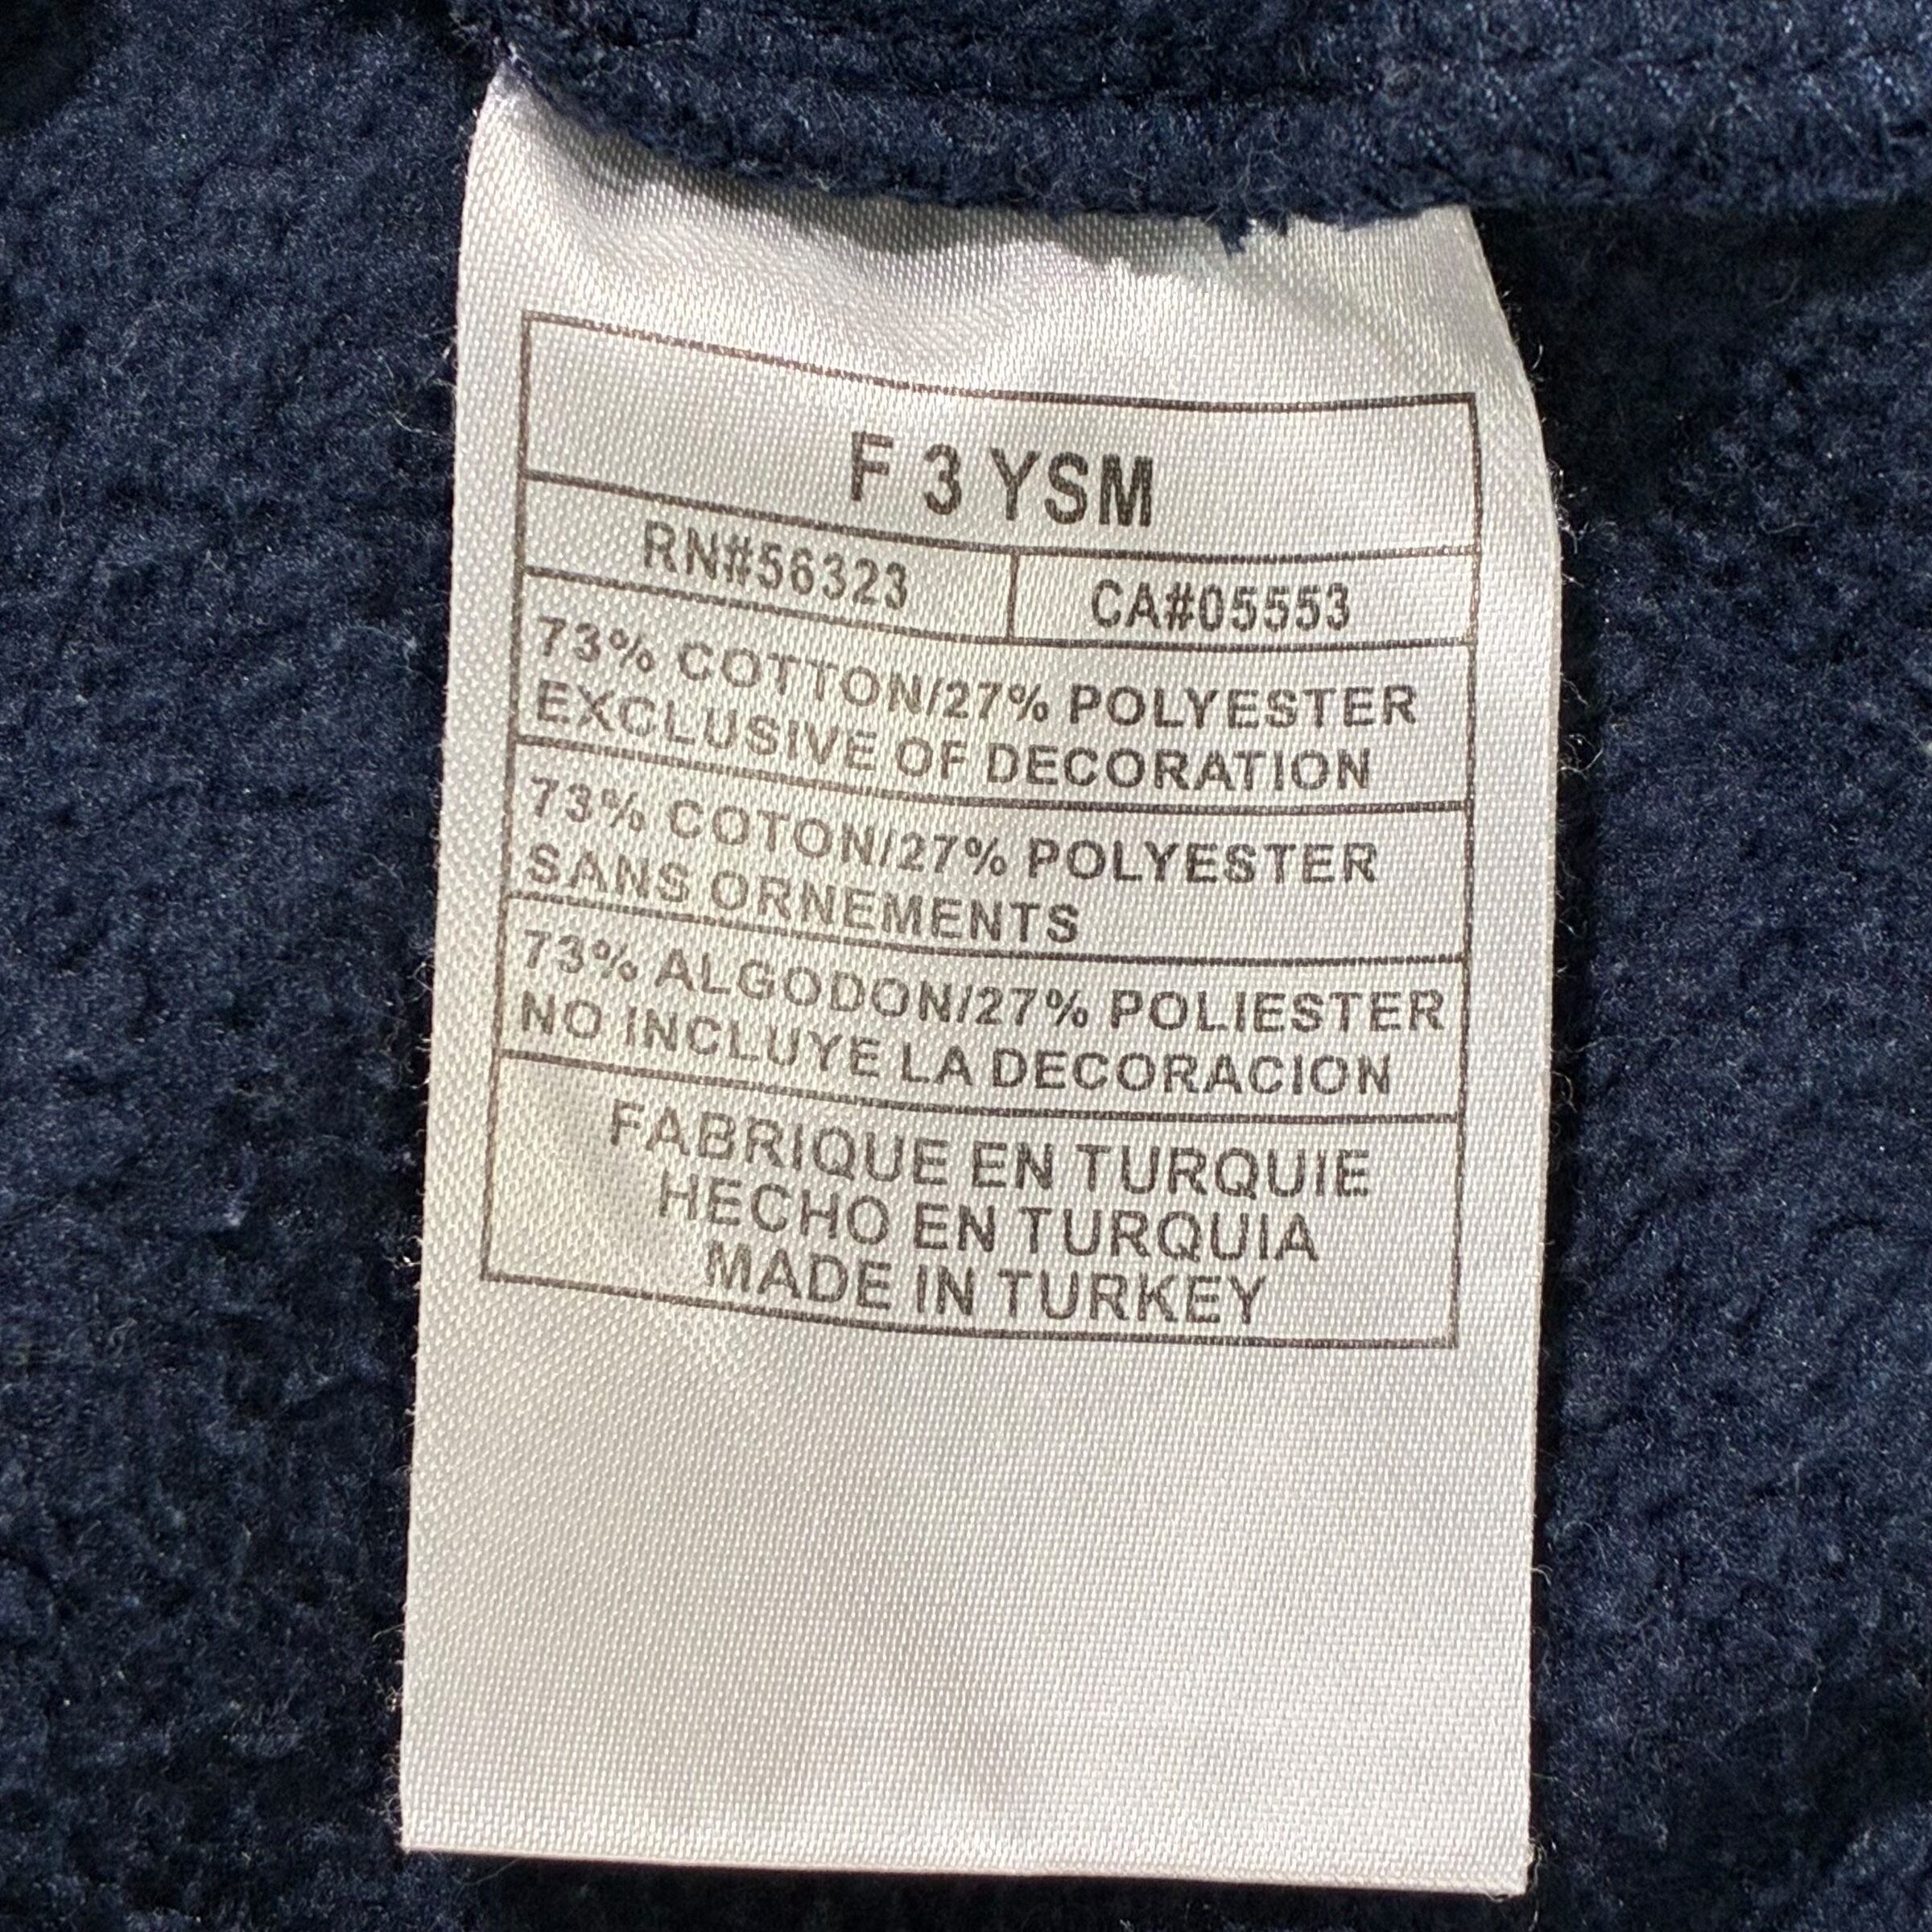 F 3 YSM
RN#56323 CA#05553
73% COTTON/27% POLYESTER
EXCLUSIVE OF DECORATION
73% COTON/27% POLYESTER
SANS ORNEMENTS
73% ALGODON/27% POLIESTER
NO INCLUYE LA DECORACION
FABRIQUE EN TURQUIE
HECHO EN TURQUIA
MADE IN TURKEY